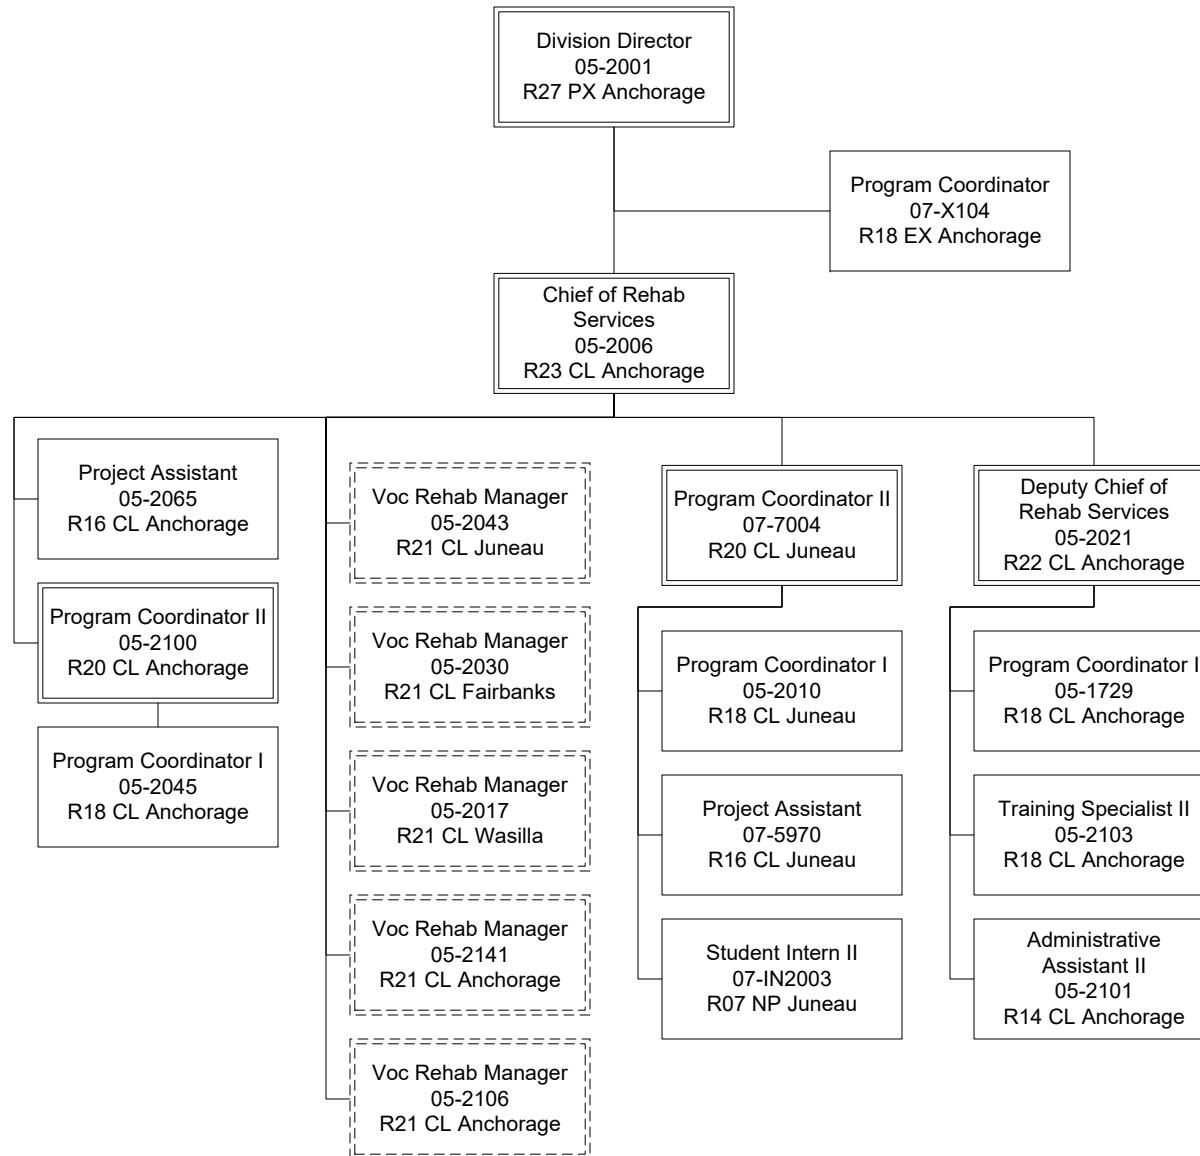 Division Director
05-2001
R27 PX Anchorage
Program Coordinator
07-X104
R18 EX Anchorage
Chief of Rehab
Services
05-2006
R23 CL Anchorage
Project Assistant
05-2065
R16 CL Anchorage
Program Coordinator II
05-2100
R20 CL Anchorage
Program Coordinator I
05-2045
R18 CL Anchorage
Voc Rehab Manager
05-2043
R21 CL Juneau
Voc Rehab Manager
05-2030
R21 CL Fairbanks
Voc Rehab Manager
05-2017
R21 CL Wasilla
Voc Rehab Manager
05-2141
R21 CL Anchorage
Voc Rehab Manager
05-2106
R21 CL Anchorage
Program Coordinator II
07-7004
R20 CL Juneau
Program Coordinator I
05-2010
R18 CL Juneau
Project Assistant
07-5970
R16 CL Juneau
Student Intern II
07-IN2003
R07 NP Juneau
Deputy Chief of
Rehab Services
05-2021
R22 CL Anchorage
Program Coordinator I
05-1729
R18 CL Anchorage
Training Specialist II
05-2103
R18 CL Anchorage
Administrative
Assistant II
05-2101
R14 CL Anchorage